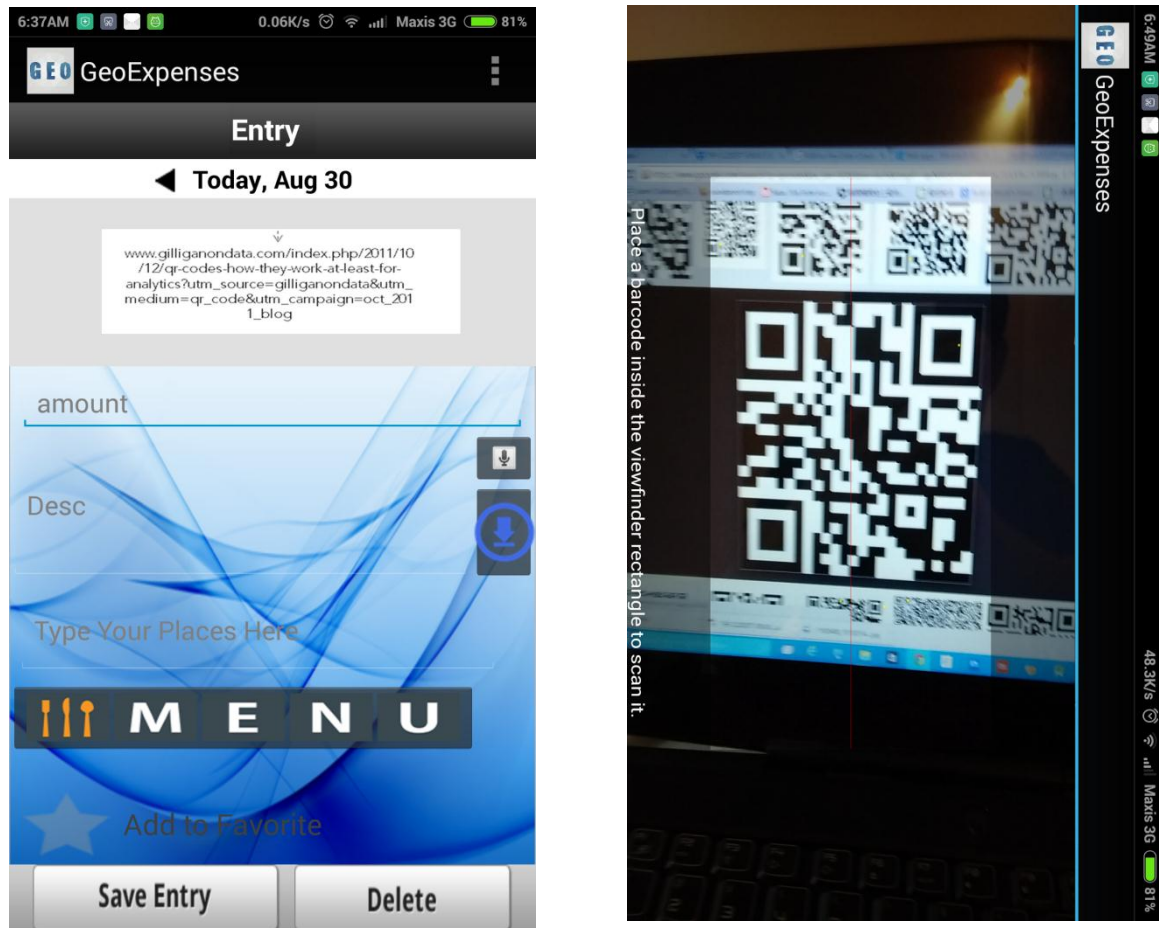 6:37AM
0.06K/s Maxis 3G 81%
GEO GeoExpenses
Entry
Today, Aug 30
www.gilliganondata.com/index.php/2011/10
/12/qr-codes-how-they-work-at-least-for-
analytics?utm_source=gilliganondata&utm_
medium=qr_code&utm_campaign=oct_201
1_blog
amount
Desc
Type Your Places Here
MENU
Add to Favorite
Save Entry
Delete
6:49AM
48.3K/s Maxis 3G 81%
GEO GeoExpenses
Place a barcode inside the viewfinder rectangle to scan it.